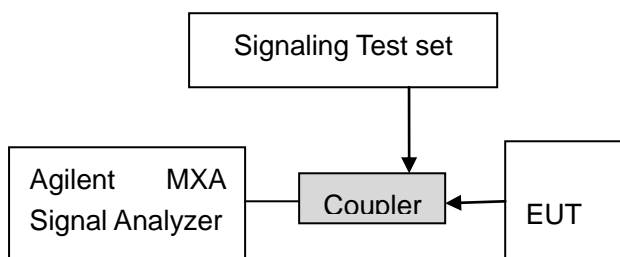 Signaling Test set
Agilent MXA
Signal Analyzer
Coupler
EUT